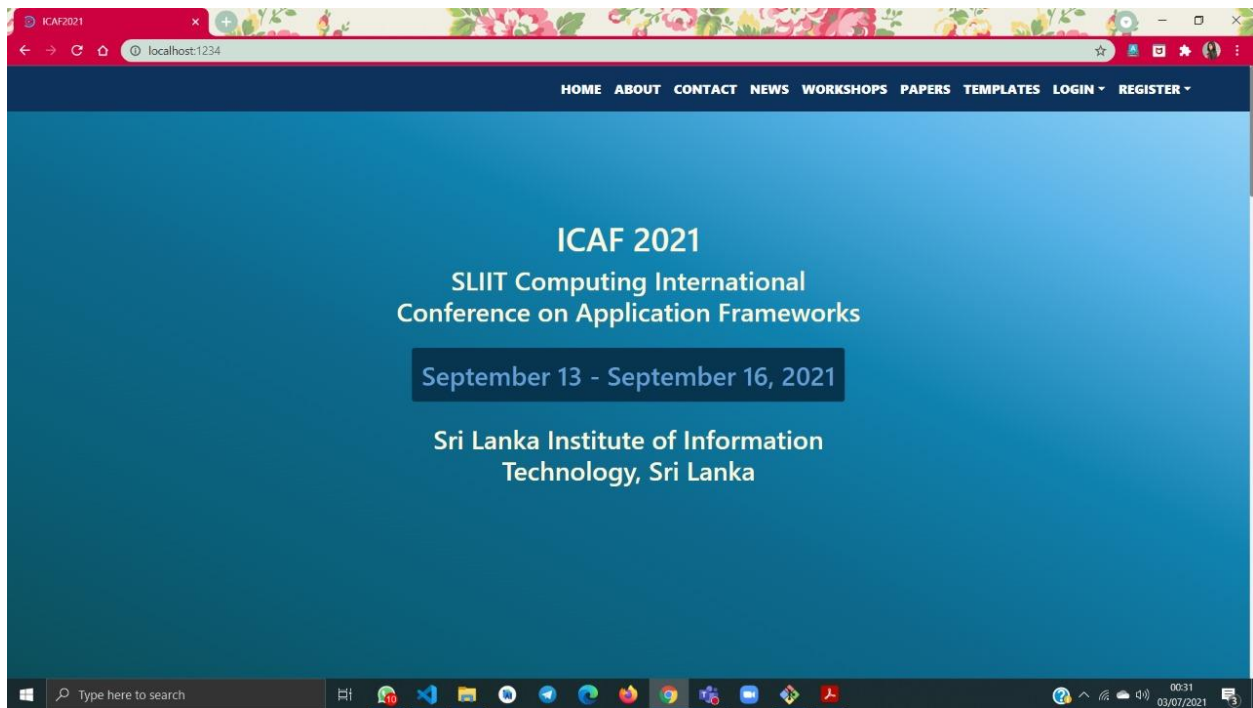 ICAF2021
localhost:1234
HOME ABOUT CONTACT NEWS WORKSHOPS PAPERS TEMPLATES LOGIN REGISTER
ICAF 2021
SLIIT Computing International
Conference on Application Frameworks
September 13 - September 16, 2021
Sri Lanka Institute of Information
Technology, Sri Lanka
Type here to search
10
00:31
03/07/2021
3